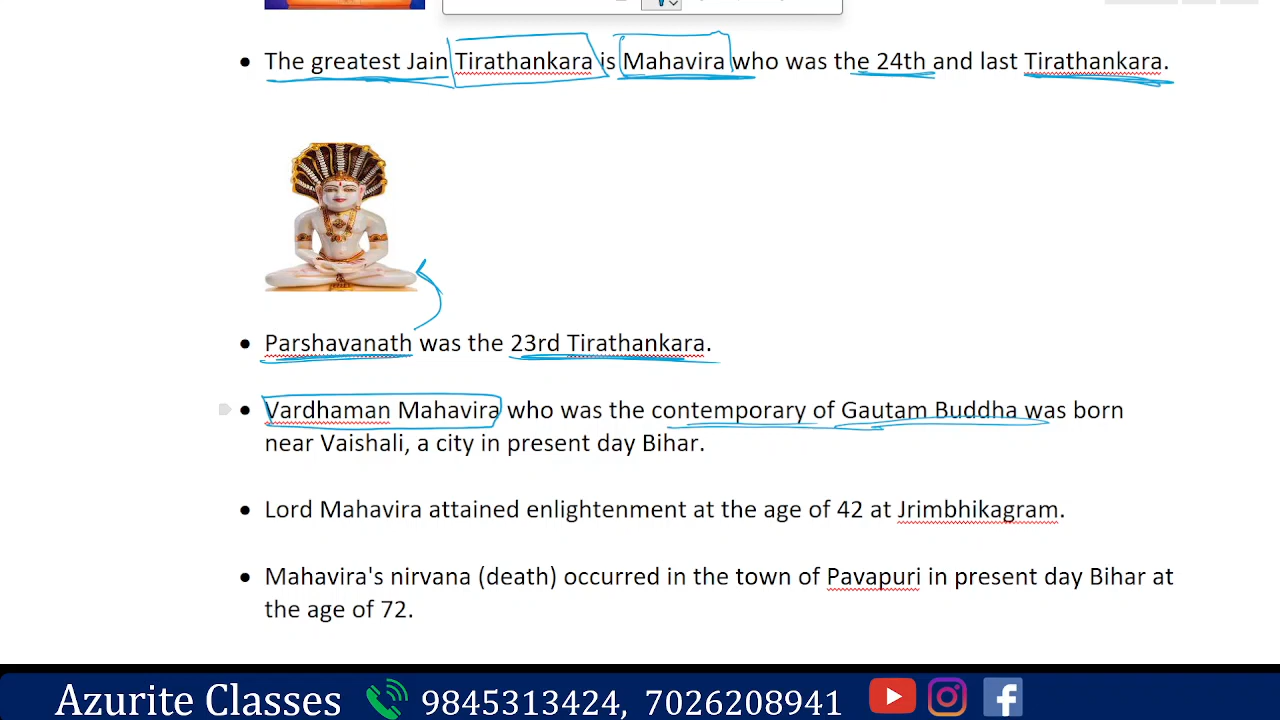 • The greatest Jain Tirathankara is Mahavira who was the 24th and last Tirathankara.
• Parshavanath was the 23rd Tirathankara.
• Vardhaman Mahavira who was the contemporary of Gautam Buddha was born
near Vaishali, a city in present day Bihar.
• Lord Mahavira attained enlightenment at the age of 42 at Jrimbhikagram.
• Mahavira's nirvana (death) occurred in the town of Pavapuri in present day Bihar at
the age of 72.
Azurite Classes 9845313424, 7026208941